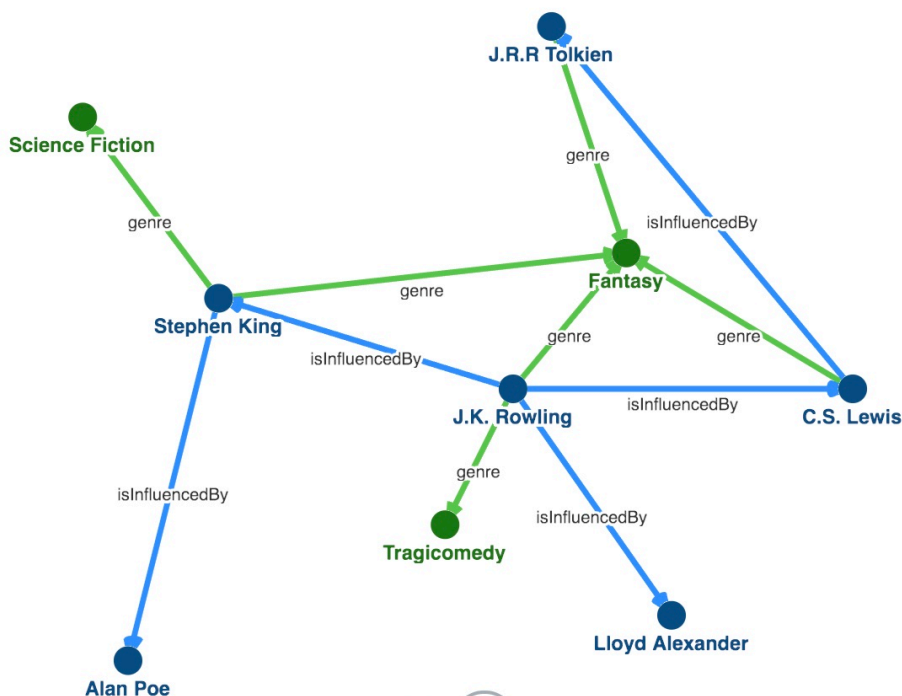 J.R.R Tolkien
Science Fiction
genre
genre
isInfluencedBy
Fantasy
genre
Stephen King
genre
genre
isInfluencedBy
isInfluencedBy
J.K. Rowling
C.S. Lewis
genre
isInfluencedBy
isInfluencedBy
Tragicomedy
Lloyd Alexander
Alan Poe